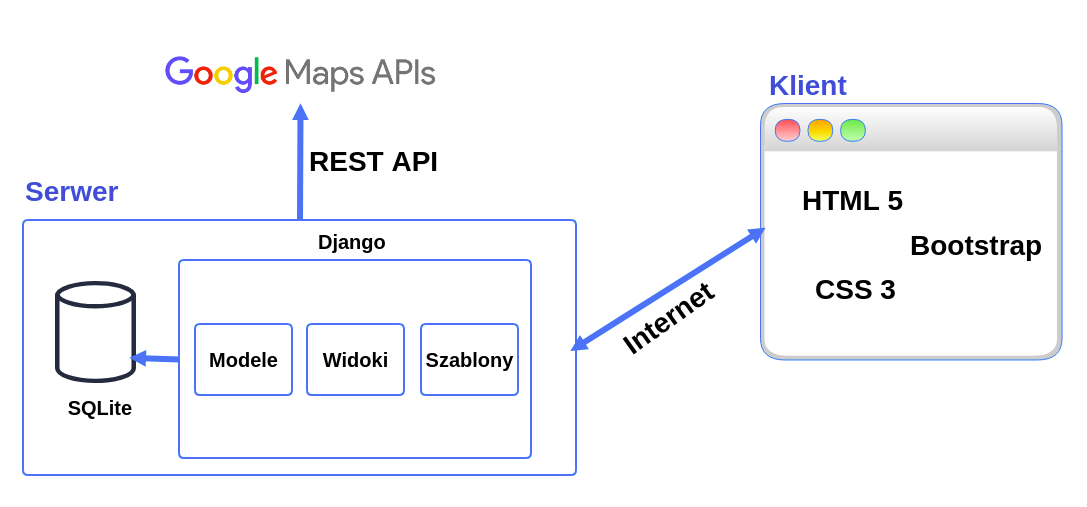 Google Maps APIs
Klient
REST API
Serwer
HTML 5
Django
Bootstrap
CSS 3
Internet
Modele
Widoki
Szablony
SQLite